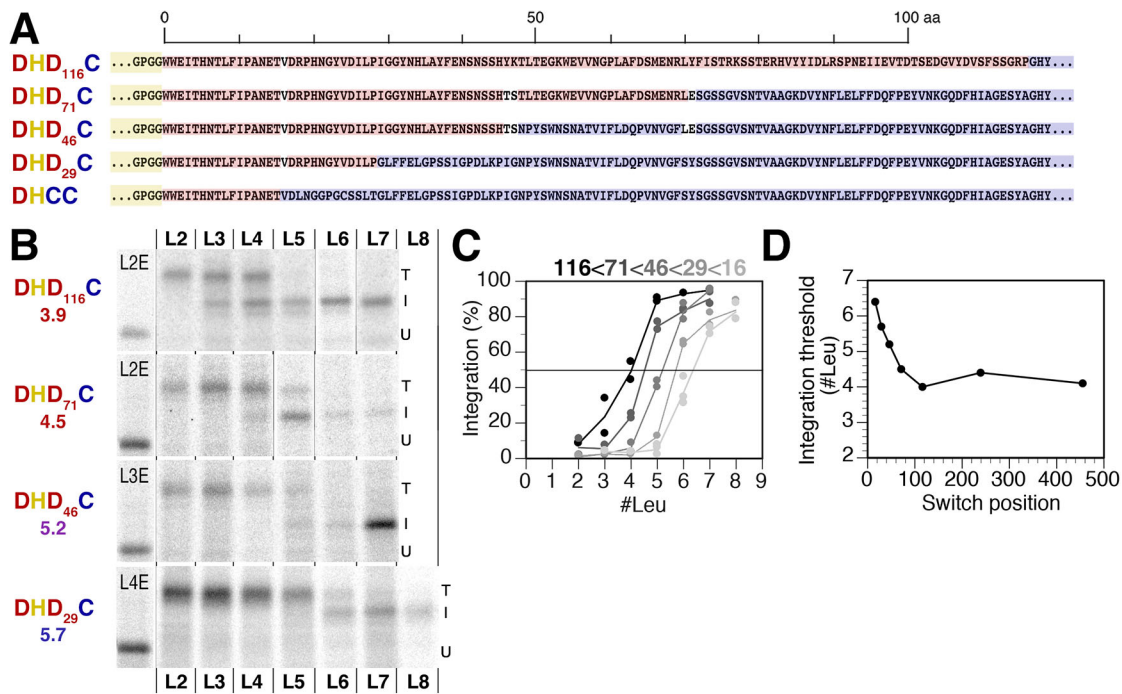 A
0 50 100 aa
DHD116C ...GPGGWWEITHNTLFIPANETVDRPHNGYVDILPIGGYNHLAYFENSNSSHYKTLTEGKWEVVNGPLAFDSMENRLYFISTRKSSTERHVYYIDLRSPNEIIEVTDTSEDGVYDVSFSSGRPGHY...
DHD71C ...GPGGWWEITHNTLFIPANETVDRPHNGYVDILPIGGYNHLAYFENSNSSHTSTLTEGKWEVVNGPLAFDSMENRLESGSSGVSNTVAAGKDVYNFLELFFDQFPEYVNKGQDFHIAGESYAGHY...
DHD46C ...GPGGWWEITHNTLFIPANETVDRPHNGYVDILPIGGYNHLAYFENSNSSHTSNPYSWNSNATVIFLDQPVNVGFLESGSSGVSNTVAAGKDVYNFLELFFDQFPEYVNKGQDFHIAGESYAGHY...
DHD29C ...GPGGWWEITHNTLFIPANETVDRPHNGYVDILPGLFFELGPSSIGPDLKPIGNPYSWNSNATVIFLDQPVNVGFSYSGSSGVSNTVAAGKDVYNFLELFFDQFPEYVNKGQDFHIAGESYAGHY...
DHCC ...GPGGWWEITHNTLFIPANETVDLNGGPGCSSLTGLFFELGPSSIGPDLKPIGNPYSWNSNATVIFLDQPVNVGFSYSGSSGVSNTVAAGKDVYNFLELFFDQFPEYVNKGQDFHIAGESYAGHY...
B
L2 L3 L4 L5 L6 L7 L8
L2E
T
DHD116C
I
3.9
U
L2E
T
DHD71C
I
4.5
U
L3E
T
DHD46C
I
5.2
U
L4E
T
DHD29C
I
5.7
U
L2 L3 L4 L5 L6 L7 L8
C
116<71<46<29<16
100
80
60
40
20
0
Integration (%)
0 1 2 3 4 5 6 7 8 9
#Leu
D
7
6
5
4
3
2
Integration threshold
(#Leu)
0 100 200 300 400 500
Switch position